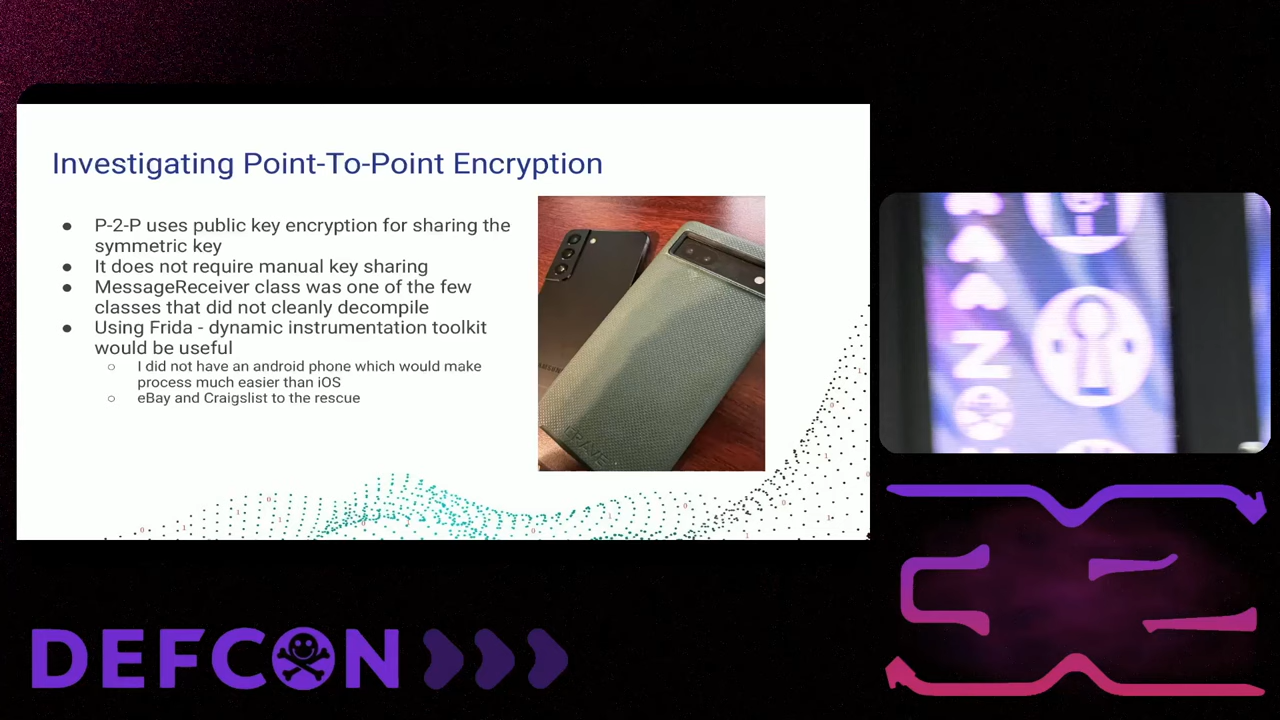 Investigating Point-To-Point Encryption
● P-2-P uses public key encryption for sharing the
symmetric key
● It does not require manual key sharing
● MessageReceiver class was one of the few
classes that did not cleanly decompile
● Using Frida - dynamic instrumentation toolkit
would be useful
○ I did not have an android phone which would make
process much easier than iOS
○ eBay and Craigslist to the rescue
DEFCON